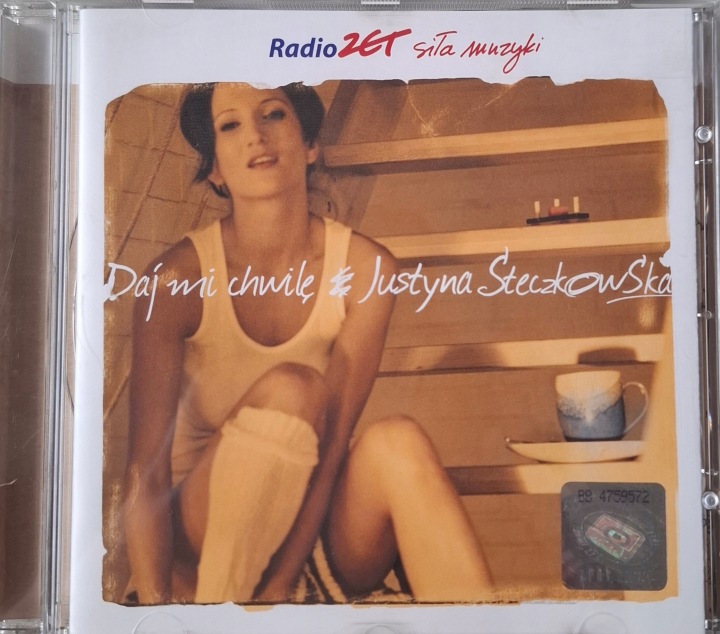 Radio ZET siła muzyki
Daj mi chwilę Justyna Steczkowska
BB 4759572